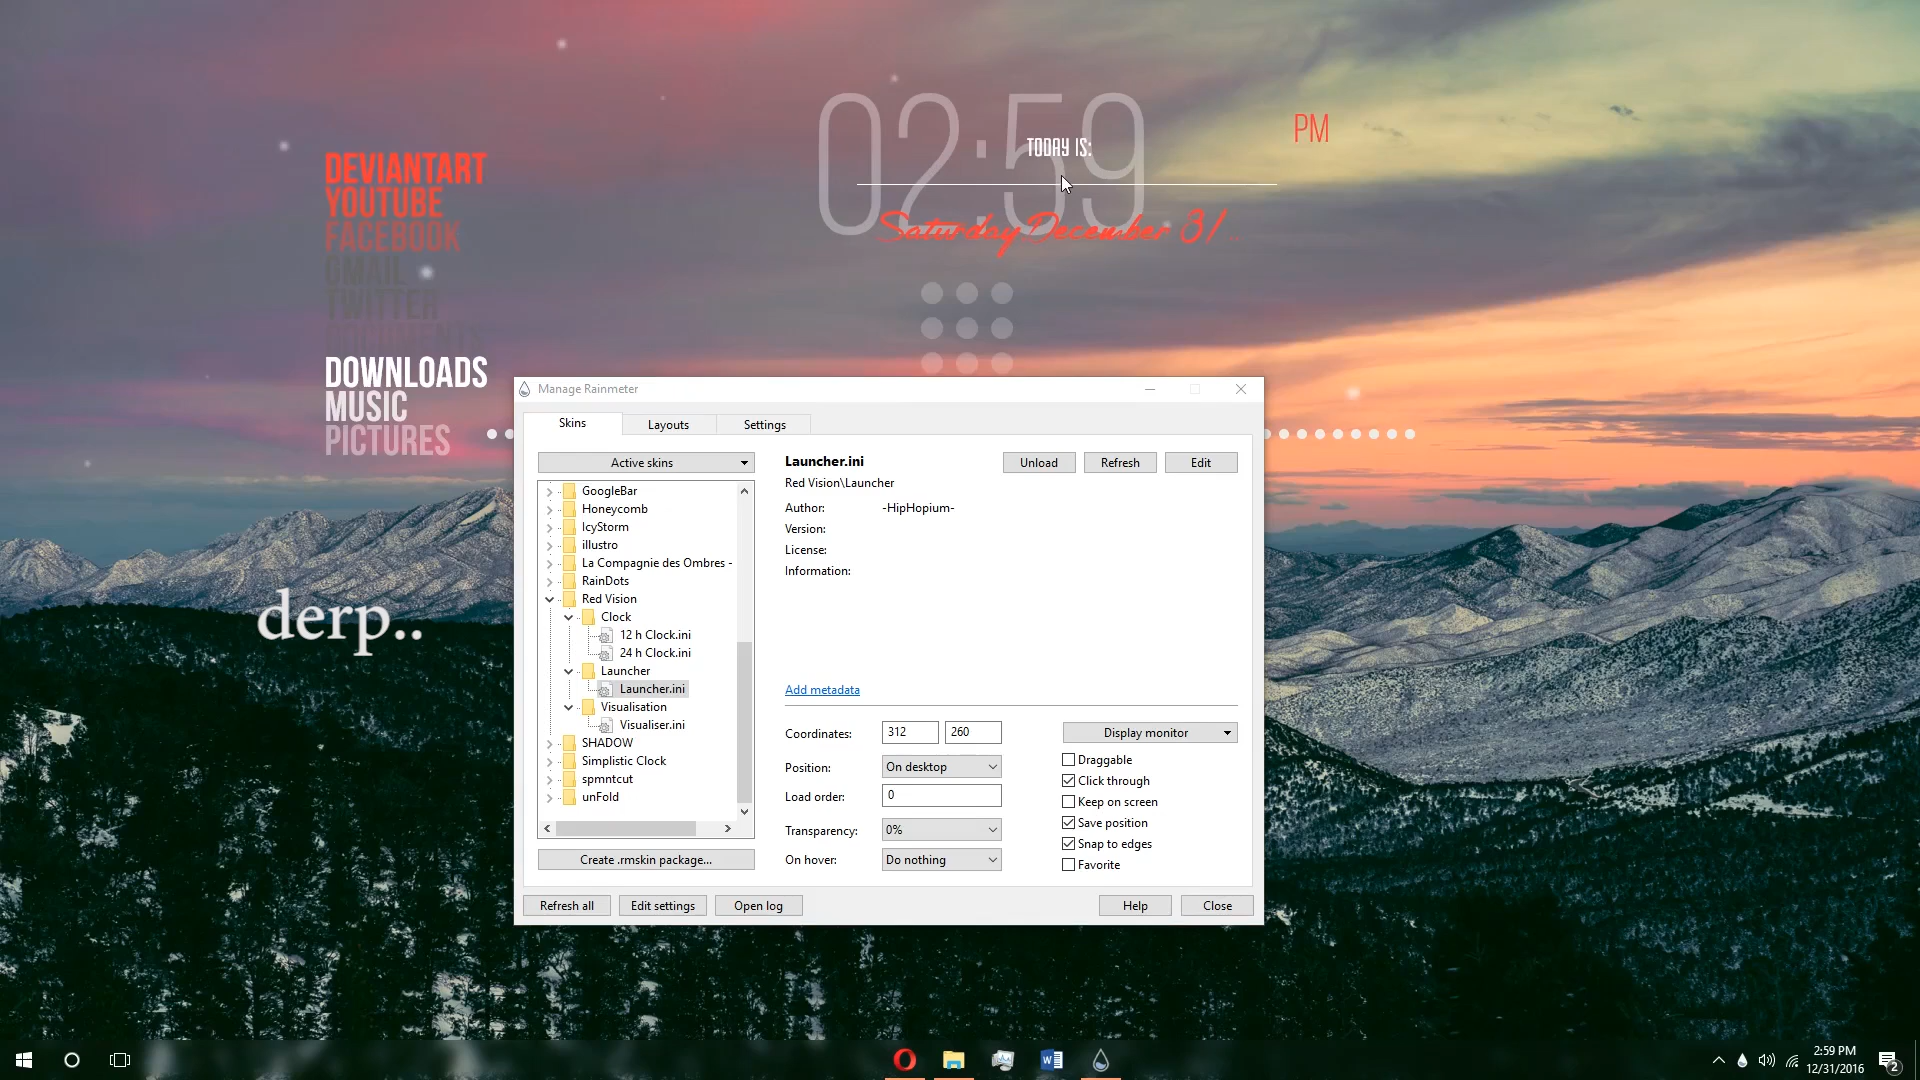 02:59
PM
TODAY IS:
Saturday December 31
DEVIANTART
YOUTUBE
FACEBOOK
GMAIL
TWITTER
DOCUMENTS
DOWNLOADS
MUSIC
PICTURES
derp..
Manage Rainmeter
Skins
Layouts
Settings
Active skins
GoogleBar
Honeycomb
IcyStorm
illustro
La Compagnie des Ombres -
RainDots
Red Vision
Clock
12 h Clock.ini
24 h Clock.ini
Launcher
Launcher.ini
Visualisation
Visualiser.ini
SHADOW
Simplistic Clock
spmntcut
unFold
Create .rmskin package...
Launcher.ini
Unload
Refresh
Edit
Red Vision\Launcher
Author: -HipHopium-
Version:
License:
Information:
Add metadata
Coordinates: 312 260
Position: On desktop
Load order: 0
Transparency: 0%
On hover: Do nothing
Display monitor
Draggable
Click through
Keep on screen
Save position
Snap to edges
Favorite
Refresh all
Edit settings
Open log
Help
Close
2:59 PM
12/31/2016
2